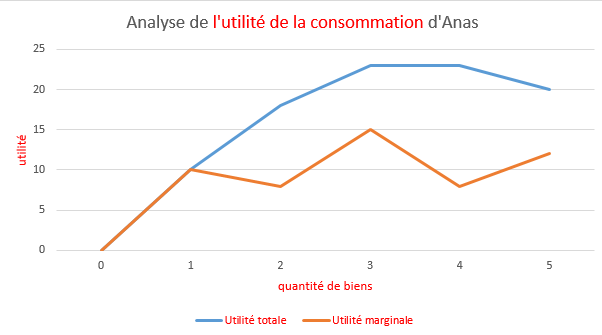 Analyse de l'utilité de la consommation d'Anas
25
20
15
10
5
0
utilité
0 1 2 3 4 5
quantité de biens
Utilité totale Utilité marginale